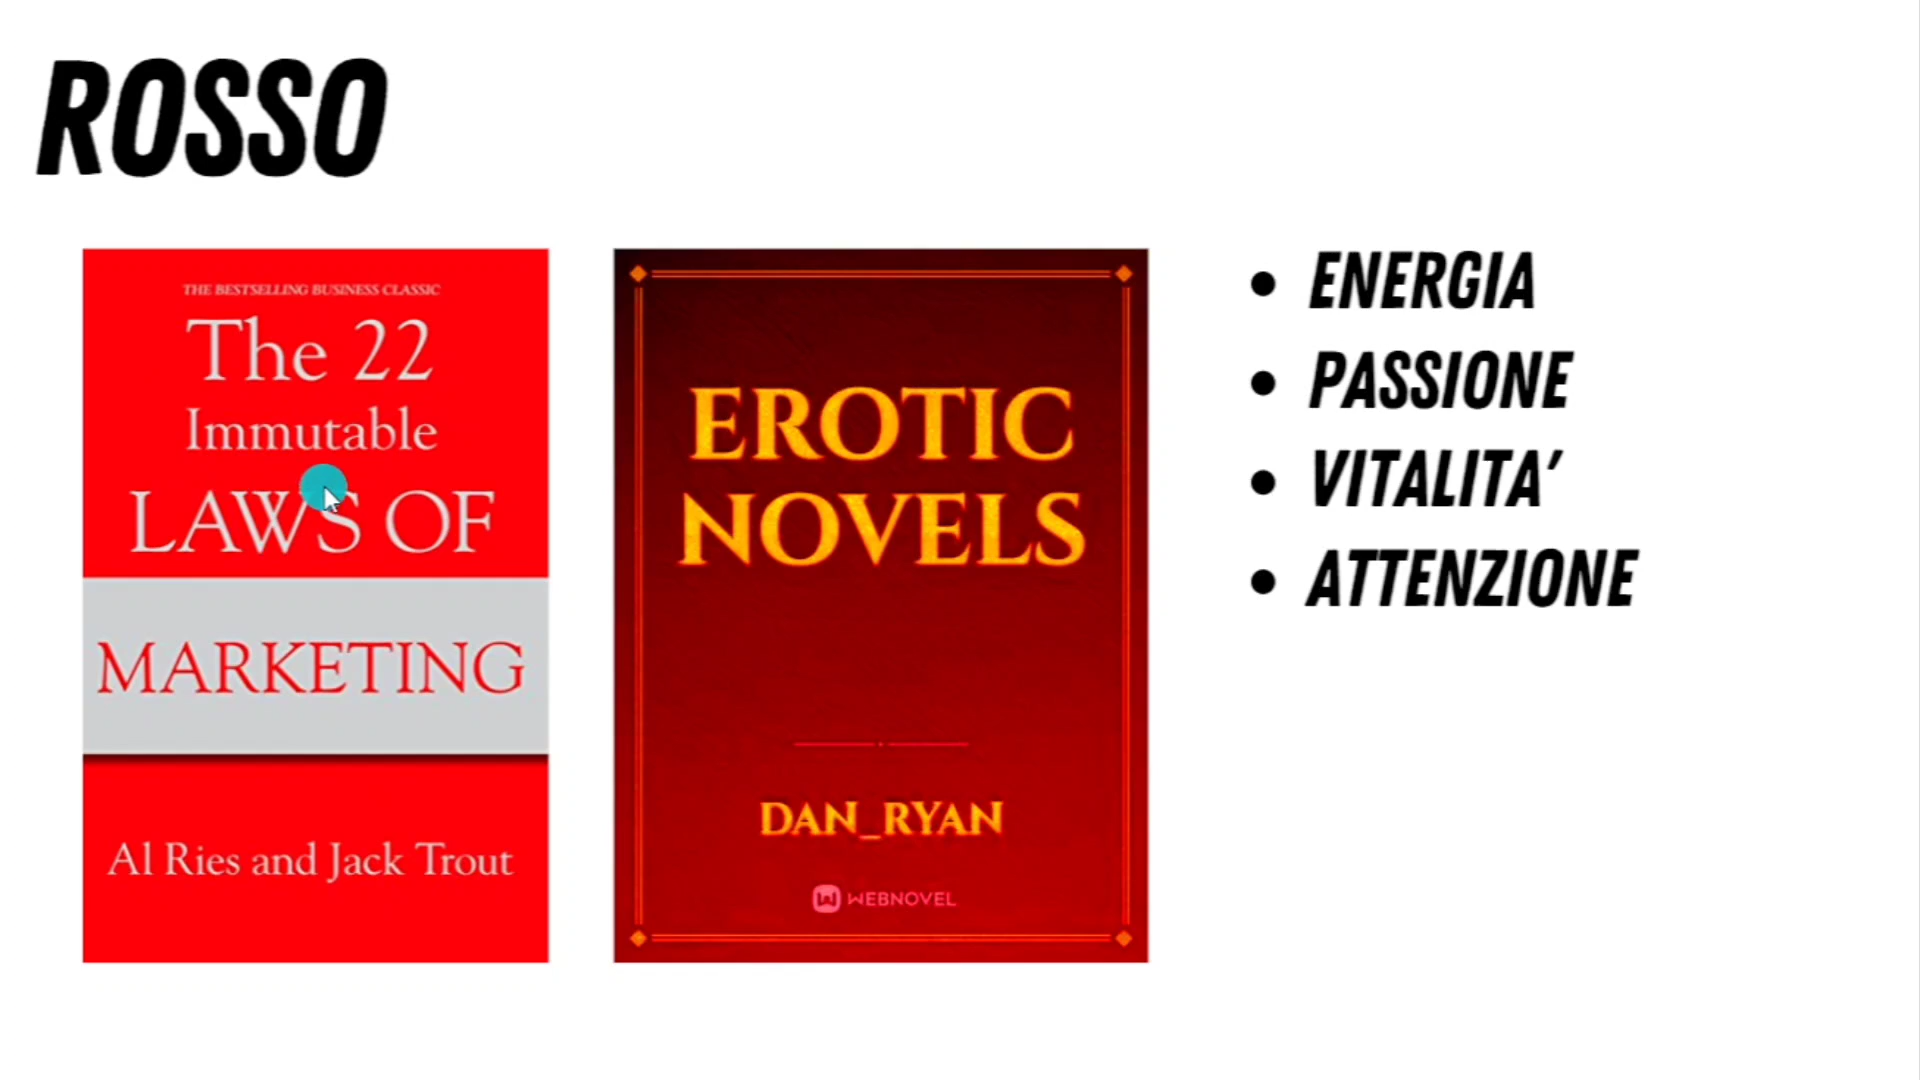 ROSSO
THE BESTSELLING BUSINESS CLASSIC
The 22
Immutable
LAWS OF
MARKETING
Al Ries and Jack Trout
EROTIC
NOVELS
DAN_RYAN
WEBNOVEL
• ENERGIA
• PASSIONE
• VITALITA'
• ATTENZIONE